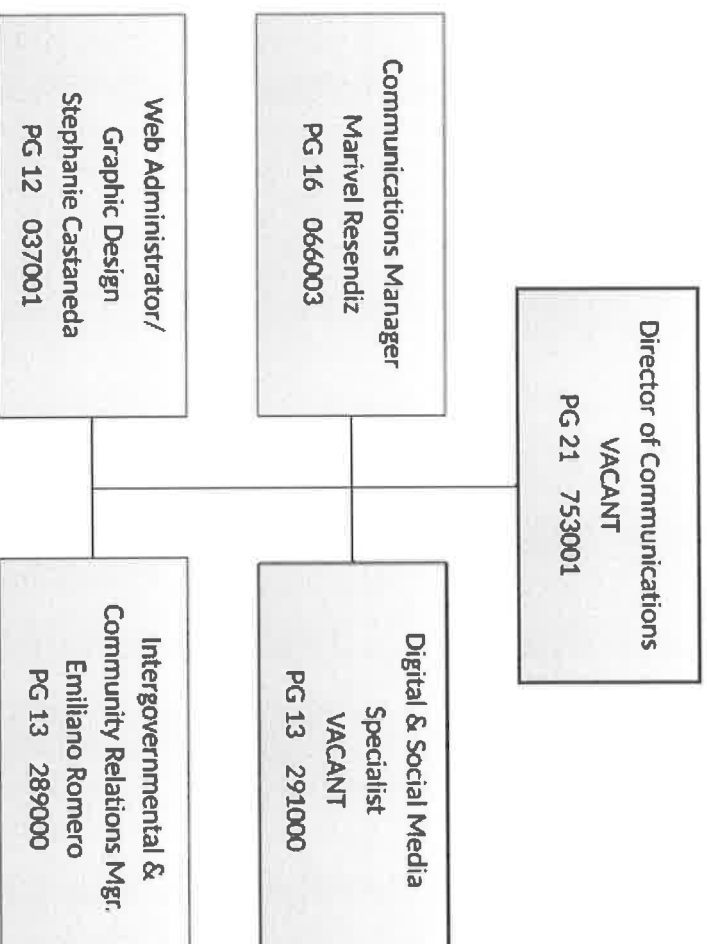 Director of Communications
VACANT
PG 21 753001
Communications Manager
Marivel Resendiz
PG 16 066003
Digital & Social Media
Specialist
VACANT
PG 13 291000
Web Administrator/
Graphic Design
Stephanie Castaneda
PG 12 037001
Intergovernmental &
Community Relations Mgr.
Emiliano Romero
PG 13 289000